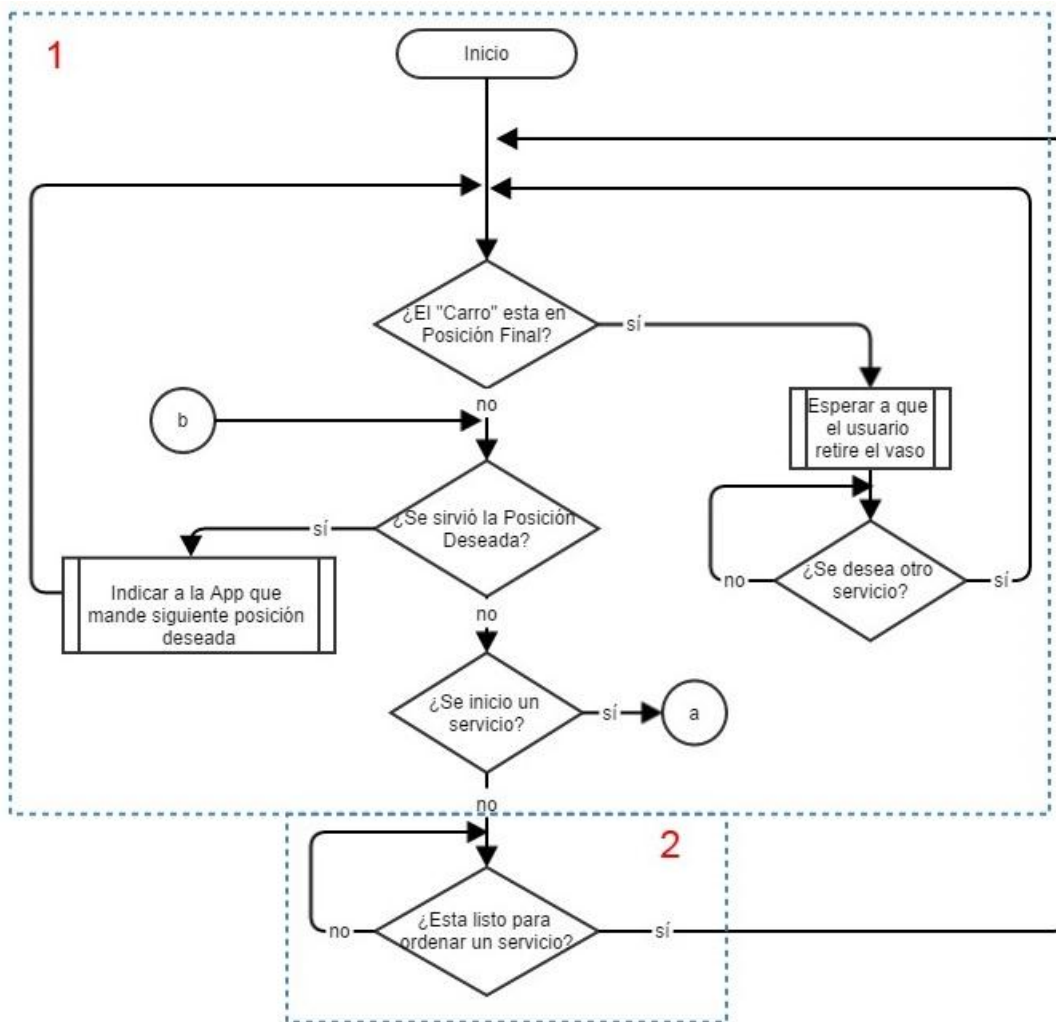 1
Inicio
¿El "Carro" esta en
Posición Final?
sí
no
Esperar a que
el usuario
retire el vaso
b
¿Se sirvió la Posición
Deseada?
sí
no
Indicar a la App que
mande siguiente posición
deseada
¿Se desea otro
servicio?
no
sí
¿Se inicio un
servicio?
sí
a
no
2
¿Esta listo para
ordenar un servicio?
no
sí